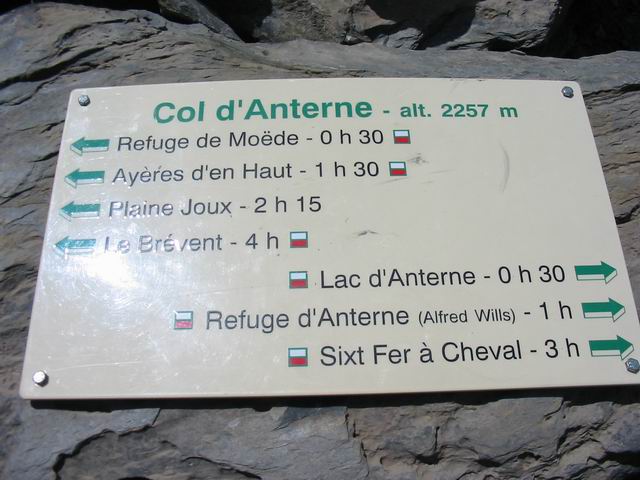 Col d'Anterne - alt. 2257 m
Refuge de Moëde - 0 h 30
Ayères d'en Haut - 1 h 30
Plaine Joux - 2 h 15
Le Brévent - 4 h
Lac d'Anterne - 0 h 30
Refuge d'Anterne (Alfred Wills) - 1 h
Sixt Fer à Cheval - 3 h